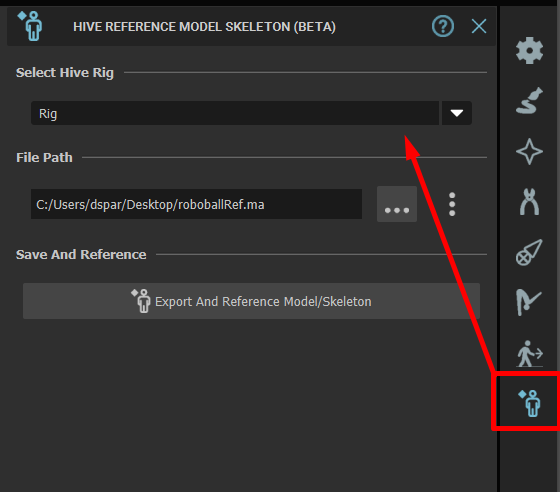 HIVE REFERENCE MODEL SKELETON (BETA)
Select Hive Rig
Rig
File Path
C:/Users/dspar/Desktop/roboballRef.ma
Save And Reference
Export And Reference Model/Skeleton